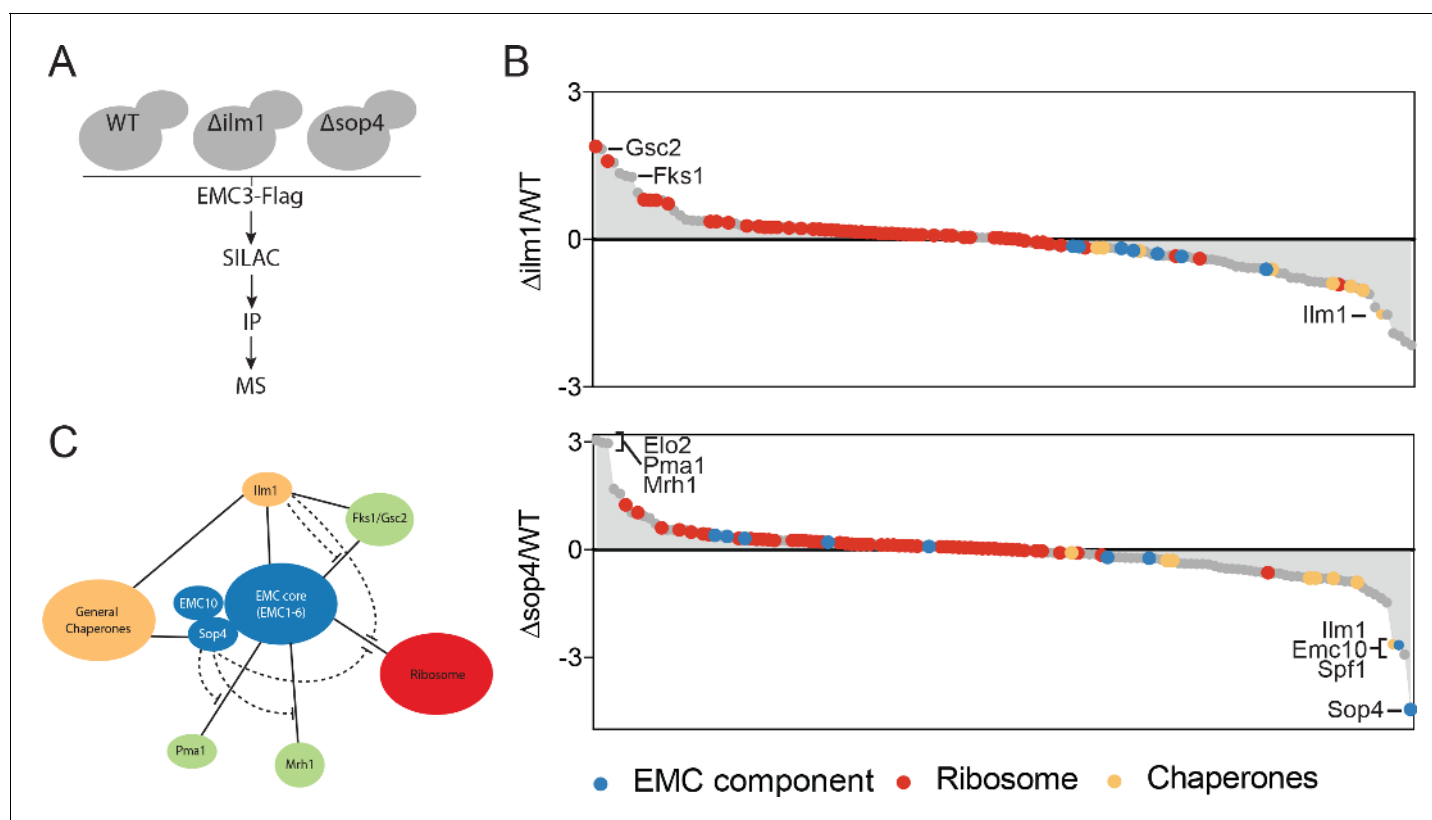 A
WT
Δilm1
Δsop4
EMC3-Flag
SILAC
IP
MS
B
3
0
-3
Δilm1/WT
Gsc2
Fks1
Ilm1
3
0
-3
Δsop4/WT
Elo2
Pma1
Mrh1
Ilm1
Emc10
Spf1
Sop4
EMC component
Ribosome
Chaperones
C
Ilm1
Fks1/Gsc2
General
Chaperones
EMC10
Sop4
EMC core
(EMC1-6)
Ribosome
Pma1
Mrh1